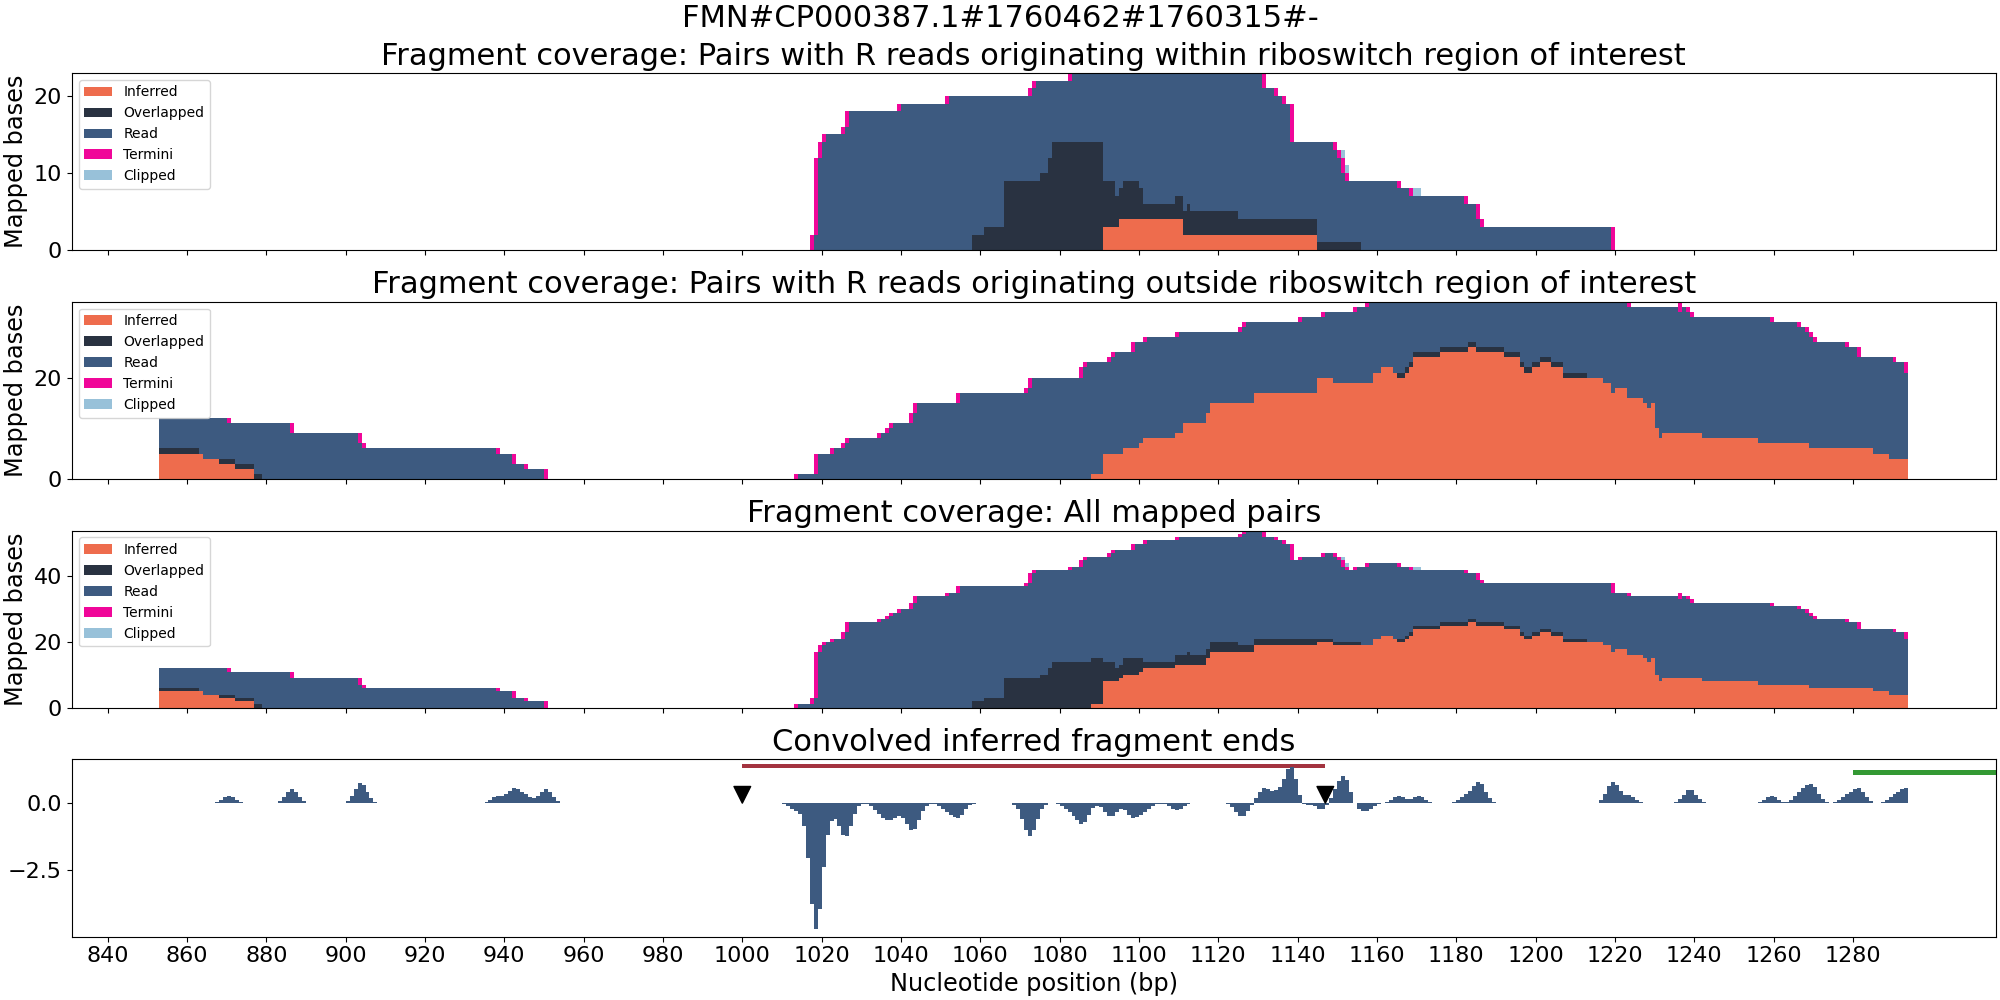 FMN#CP000387.1#1760462#1760315#-
Fragment coverage: Pairs with R reads originating within riboswitch region of interest
Mapped bases
20
10
0
Inferred
Overlapped
Read
Termini
Clipped
Fragment coverage: Pairs with R reads originating outside riboswitch region of interest
Mapped bases
20
0
Inferred
Overlapped
Read
Termini
Clipped
Fragment coverage: All mapped pairs
Mapped bases
40
20
0
Inferred
Overlapped
Read
Termini
Clipped
Convolved inferred fragment ends
0.0
−2.5
840 860 880 900 920 940 960 980 1000 1020 1040 1060 1080 1100 1120 1140 1160 1180 1200 1220 1240 1260 1280
Nucleotide position (bp)